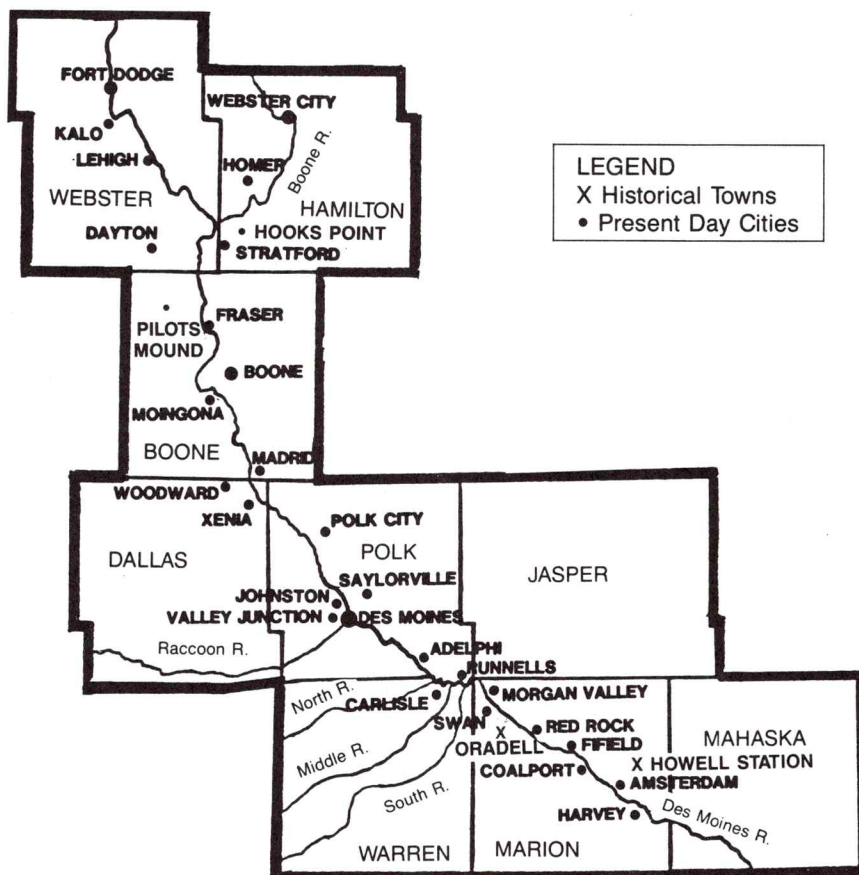 FORT DODGE
WEBSTER CITY
KALO
LEHIGH
HOMER
Boone R.
WEBSTER
HAMILTON
DAYTON
HOOKS POINT
STRATFORD
LEGEND
X Historical Towns
• Present Day Cities
FRASER
PILOTS
MOUND
BOONE
MOINGONA
BOONE
MADRID
WOODWARD
XENIA
POLK CITY
DALLAS
POLK
JASPER
SAYLORVILLE
JOHNSTON
VALLEY JUNCTION
DES MOINES
Raccoon R.
ADELPHI
RUNNELLS
North R.
CARLISLE
MORGAN VALLEY
SWAN
X
ORADELL
RED ROCK
FIFIELD
MAHASKA
Middle R.
X HOWELL STATION
COALPORT
AMSTERDAM
South R.
HARVEY
Des Moines R.
WARREN
MARION